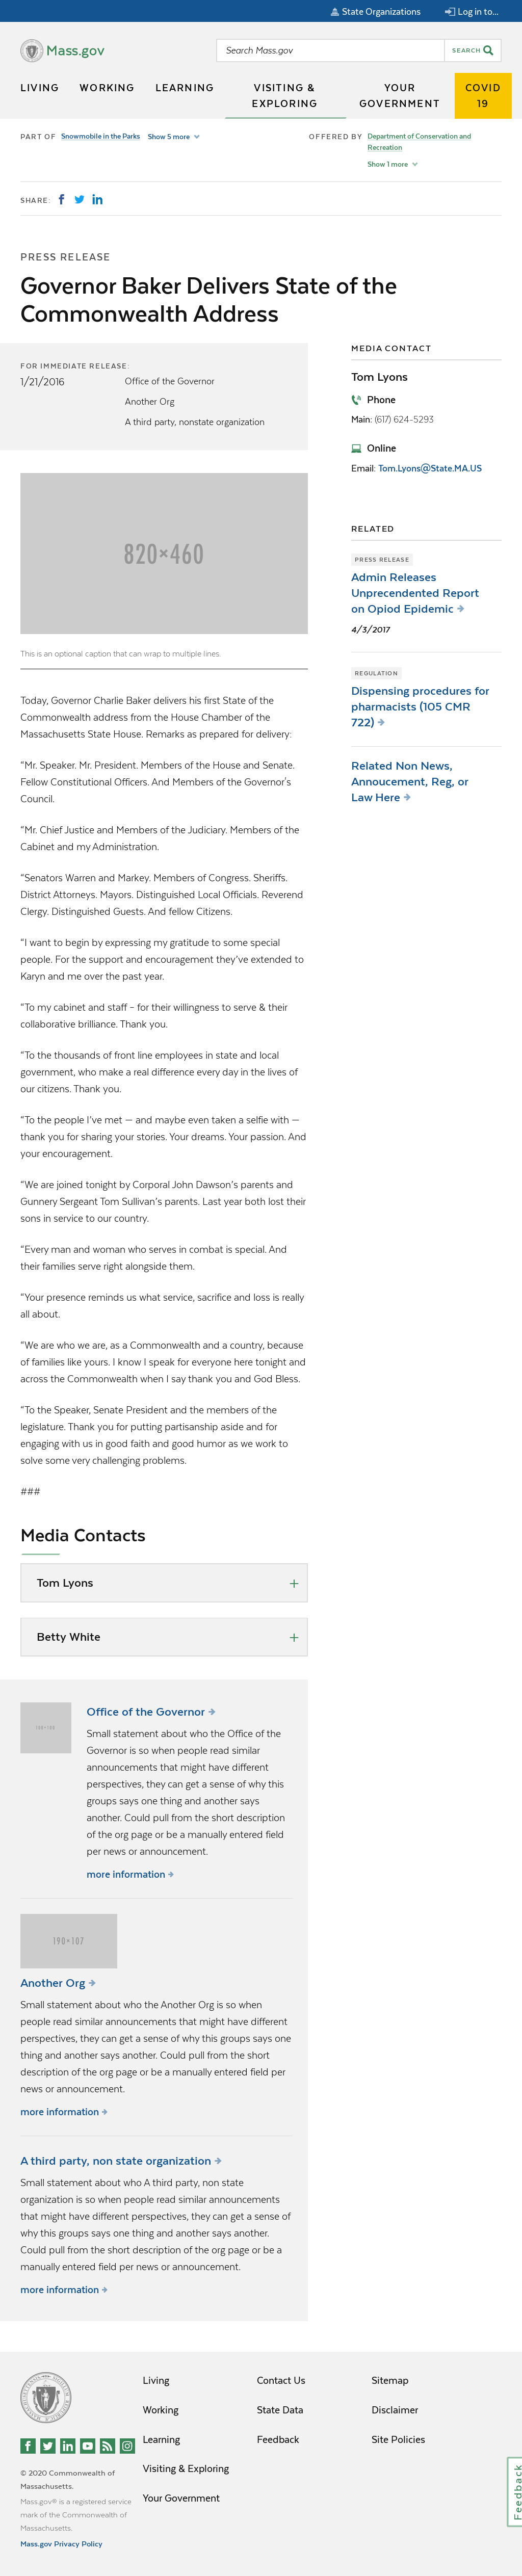 State Organizations
Log in to...
Mass.gov
Search Mass.gov
SEARCH
LIVING
WORKING
LEARNING
VISITING &
EXPLORING
YOUR
GOVERNMENT
COVID
19
PART OF Snowmobile in the Parks Show 5 more
OFFERED BY Department of Conservation and
Recreation
Show 1 more
SHARE:
PRESS RELEASE
Governor Baker Delivers State of the
Commonwealth Address
FOR IMMEDIATE RELEASE:
1/21/2016
Office of the Governor
Another Org
A third party, nonstate organization
820×460
This is an optional caption that can wrap to multiple lines.
Today, Governor Charlie Baker delivers his first State of the
Commonwealth address from the House Chamber of the
Massachusetts State House. Remarks as prepared for delivery:
"Mr. Speaker. Mr. President. Members of the House and Senate.
Fellow Constitutional Officers. And Members of the Governor's
Council.
"Mr. Chief Justice and Members of the Judiciary. Members of the
Cabinet and my Administration.
"Senators Warren and Markey. Members of Congress. Sheriffs.
District Attorneys. Mayors. Distinguished Local Officials. Reverend
Clergy. Distinguished Guests. And fellow Citizens.
"I want to begin by expressing my gratitude to some special
people. For the support and encouragement they've extended to
Karyn and me over the past year.
"To my cabinet and staff – for their willingness to serve & their
collaborative brilliance. Thank you.
"To the thousands of front line employees in state and local
government, who make a real difference every day in the lives of
our citizens. Thank you.
"To the people I've met — and maybe even taken a selfie with —
thank you for sharing your stories. Your dreams. Your passion. And
your encouragement.
"We are joined tonight by Corporal John Dawson's parents and
Gunnery Sergeant Tom Sullivan's parents. Last year both lost their
sons in service to our country.
"Every man and woman who serves in combat is special. And
their families serve right alongside them.
"Your presence reminds us what service, sacrifice and loss is really
all about.
"We are who we are, as a Commonwealth and a country, because
of families like yours. I know I speak for everyone here tonight and
across the Commonwealth when I say thank you and God Bless.
"To the Speaker, Senate President and the members of the
legislature. Thank you for putting partisanship aside and for
engaging with us in good faith and good humor as we work to
solve some very challenging problems.
###
MEDIA CONTACT
Tom Lyons
Phone
Main: (617) 624-5293
Online
Email: Tom.Lyons@State.MA.US
RELATED
PRESS RELEASE
Admin Releases
Unprecendented Report
on Opiod Epidemic
4/3/2017
REGULATION
Dispensing procedures for
pharmacists (105 CMR
722)
Related Non News,
Annoucement, Reg, or
Law Here
Media Contacts
Tom Lyons
Betty White
Office of the Governor
Small statement about who the Office of the
Governor is so when people read similar
announcements that might have different
perspectives, they can get a sense of why this
groups says one thing and another says
another. Could pull from the short description
of the org page or be a manually entered field
per news or announcement.
more information
190×107
Another Org
Small statement about who the Another Org is so when
people read similar announcements that might have different
perspectives, they can get a sense of why this groups says one
thing and another says another. Could pull from the short
description of the org page or be a manually entered field per
news or announcement.
more information
A third party, non state organization
Small statement about who A third party, non state
organization is so when people read similar announcements
that might have different perspectives, they can get a sense of
why this groups says one thing and another says another.
Could pull from the short description of the org page or be a
manually entered field per news or announcement.
more information
© 2020 Commonwealth of
Massachusetts.
Mass.gov® is a registered service
mark of the Commonwealth of
Massachusetts.
Mass.gov Privacy Policy
Living
Working
Learning
Visiting & Exploring
Your Government
Contact Us
State Data
Feedback
Sitemap
Disclaimer
Site Policies
Feedback